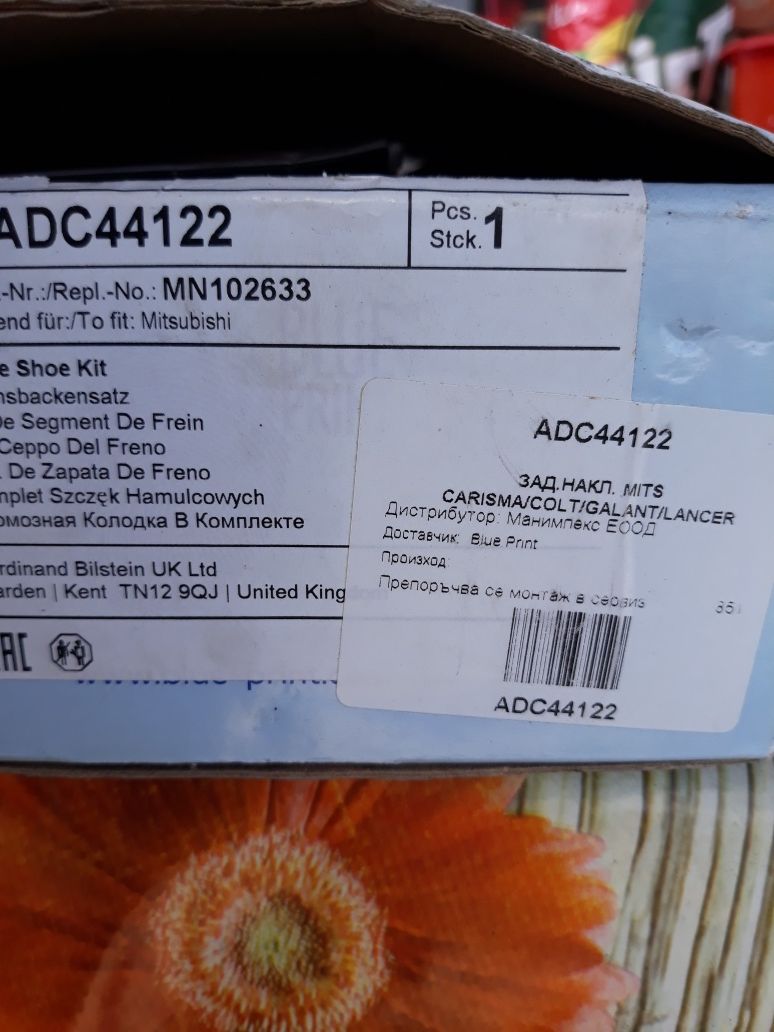 ADC44122
Pcs.
Stck. 1
.-Nr.:/Repl.-No.: MN102633
end für:/To fit: Mitsubishi
e Shoe Kit
nsbackensatz
De Segment De Frein
Ceppo Del Freno
. De Zapata De Freno
mplet Szczęk Hamulcowych
ормозная Колодка В Комплекте
rdinand Bilstein UK Ltd
arden | Kent TN12 9QJ | United King
EAC
ADC44122
ЗАД.НАКЛ. MITS
CARISMA/COLT/GALANT/LANCER
Дистрибутор: Манимпекс ЕООД
Доставчик: Blue Print
Произход:
Препоръчва се монтаж в сервиз
ADC44122